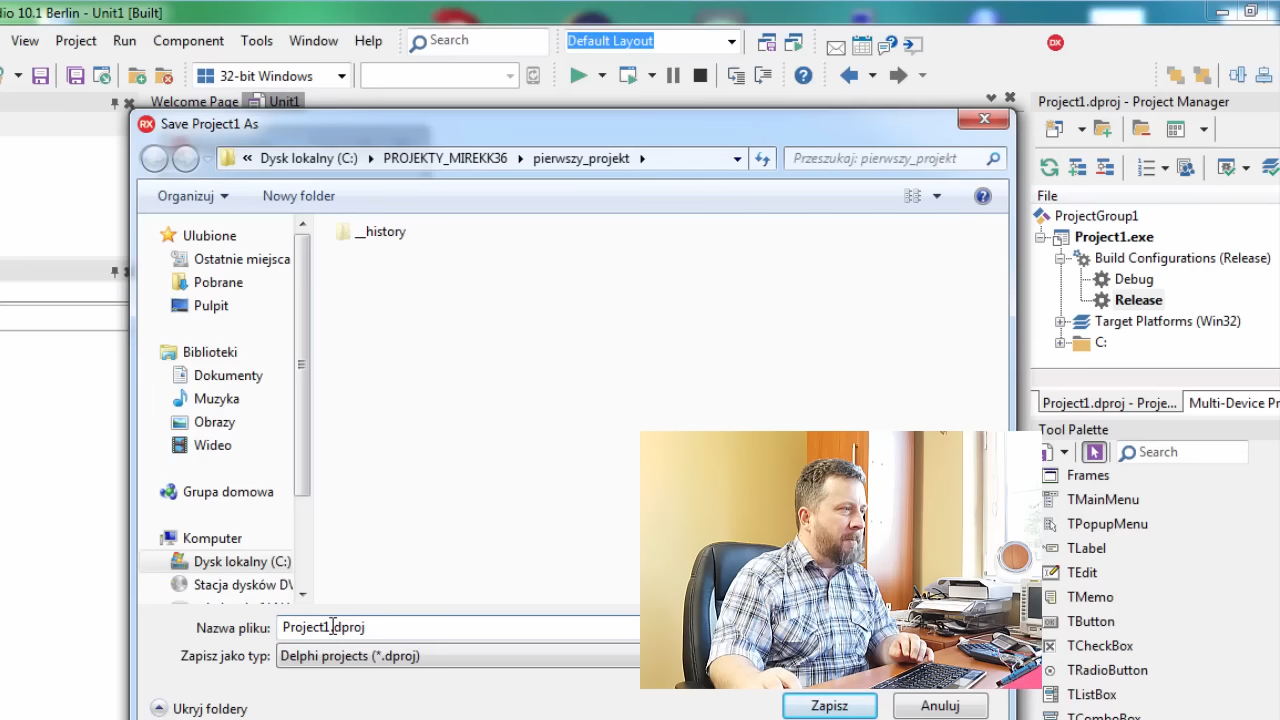 dio 10.1 Berlin - Unit1 [Built]
View Project Run Component Tools Window Help Search Default Layout
DX
32-bit Windows
Welcome Page Unit1
RX Save Project1 As
« Dysk lokalny (C:) PROJEKTY_MIREKK36 pierwszy_projekt Przeszukaj: pierwszy_projekt
Organizuj Nowy folder
Ulubione
Ostatnie miejsca
Pobrane
Pulpit
Biblioteki
Dokumenty
Muzyka
Obrazy
Wideo
Grupa domowa
Komputer
Dysk lokalny (C:)
Stacja dysków DV
__history
Nazwa pliku: Project1.dproj
Zapisz jako typ: Delphi projects (*.dproj)
Ukryj foldery
Zapisz Anuluj
Project1.dproj - Project Manager
File
ProjectGroup1
Project1.exe
Build Configurations (Release)
Debug
Release
Target Platforms (Win32)
C:
Project1.dproj - Proje... Multi-Device Pr
Tool Palette
Search
Frames
TMainMenu
TPopupMenu
TLabel
TEdit
TMemo
TButton
TCheckBox
TRadioButton
TListBox
TComboBox